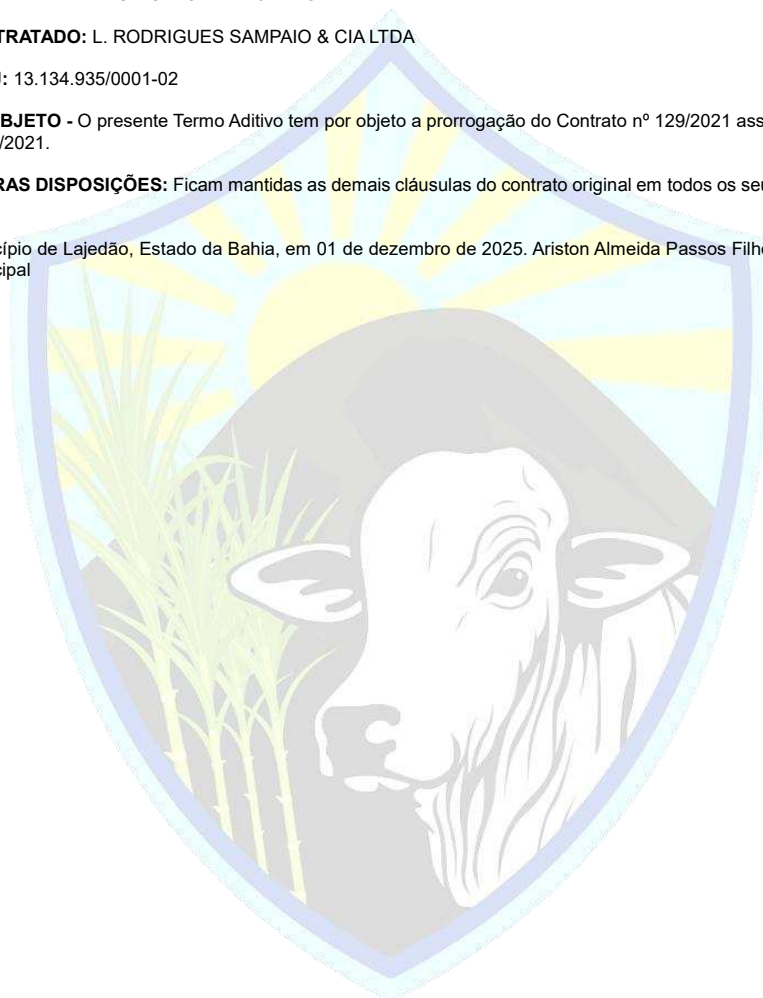 TRATADO: L. RODRIGUES SAMPAIO & CIA LTDA
: 13.134.935/0001-02
BJETO - O presente Termo Aditivo tem por objeto a prorrogação do Contrato nº 129/2021 ass
/2021.
RAS DISPOSIÇÕES: Ficam mantidas as demais cláusulas do contrato original em todos os seu
cípio de Lajedão, Estado da Bahia, em 01 de dezembro de 2025. Ariston Almeida Passos Filho
cipal